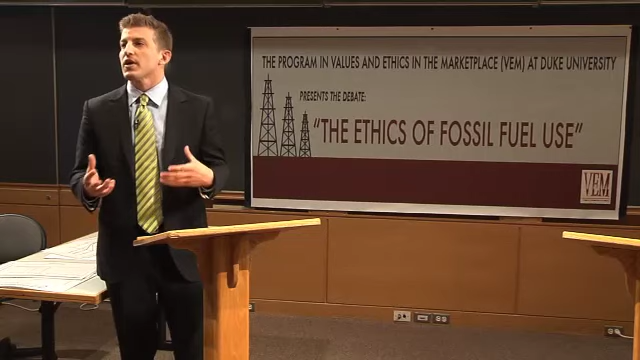 THE PROGRAM IN VALUES AND ETHICS IN THE MARKETPLACE (VEM) AT DUKE UNIVERSITY
PRESENTS THE DEBATE:
"THE ETHICS OF FOSSIL FUEL USE"
VEM